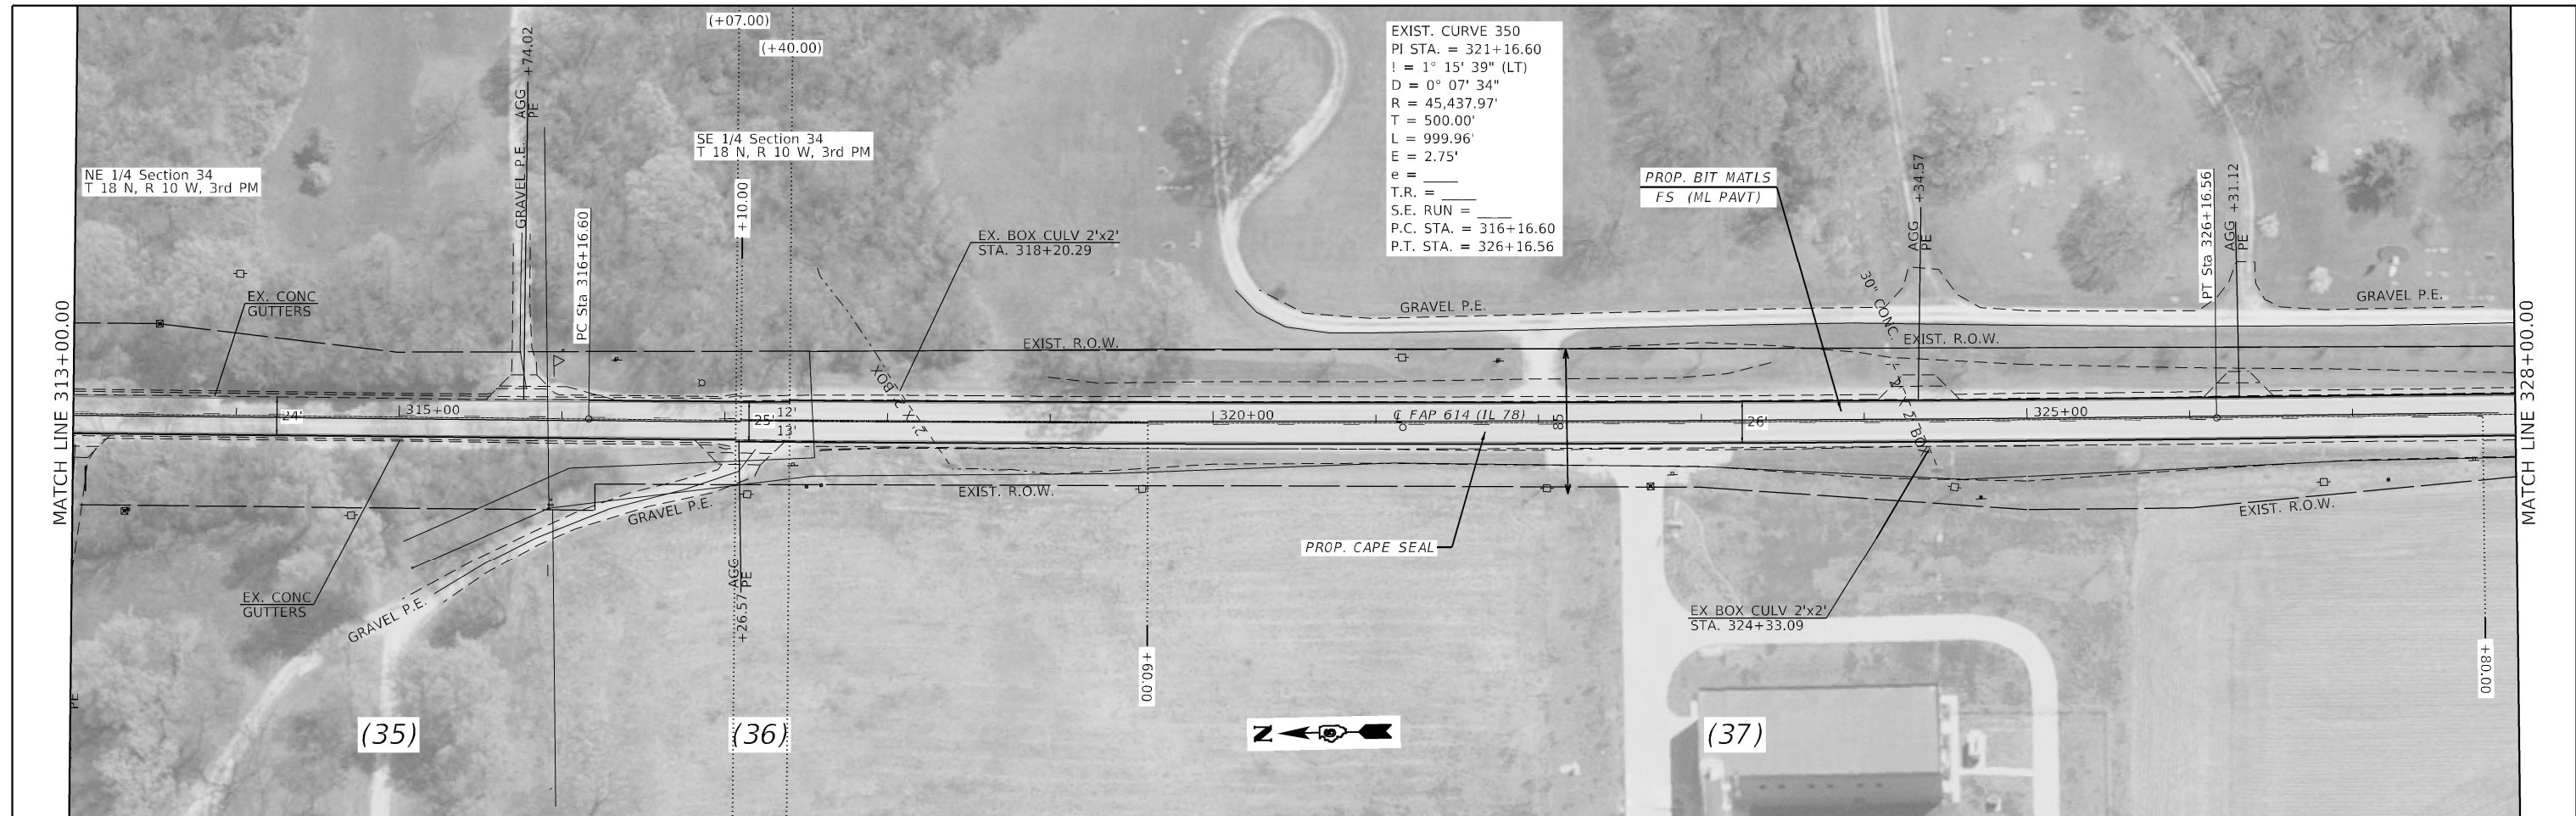 (+07.00)
(+40.00)
AGG +74.02
PE
GRAVEL P.E.
EXIST. CURVE 350
PI STA. = 321+16.60
! = 1° 15' 39" (LT)
D = 0° 07' 34"
R = 45,437.97'
T = 500.00'
L = 999.96'
E = 2.75'
e = ____
T.R. = ____
S.E. RUN = ____
P.C. STA. = 316+16.60
P.T. STA. = 326+16.56
SE 1/4 Section 34
T 18 N, R 10 W, 3rd PM
NE 1/4 Section 34
T 18 N, R 10 W, 3rd PM
PC Sta 316+16.60
+10.00
EX. BOX CULV 2'x2'
STA. 318+20.29
PROP. BIT MATLS
FS (ML PAVT)
AGG +34.57
PE
PT Sta 326+16.56
AGG +31.12
PE
30" CONC.
EX. CONC
GUTTERS
GRAVEL P.E.
GRAVEL P.E.
EXIST. R.O.W.
EXIST. R.O.W.
MATCH LINE 313+00.00
MATCH LINE 328+00.00
24'
315+00
25'
12'
13'
2' X 2' BOX
320+00
℄ FAP 614 (IL 78)
85
26'
2' X 2' BOX
325+00
EXIST. R.O.W.
EXIST. R.O.W.
GRAVEL P.E.
PROP. CAPE SEAL
AGG
PE
+26.57
EX. CONC
GUTTERS
GRAVEL P.E.
EX BOX CULV 2'x2'
STA. 324+33.09
+60.00
+80.00
PE
(35)
(36)
N
(37)